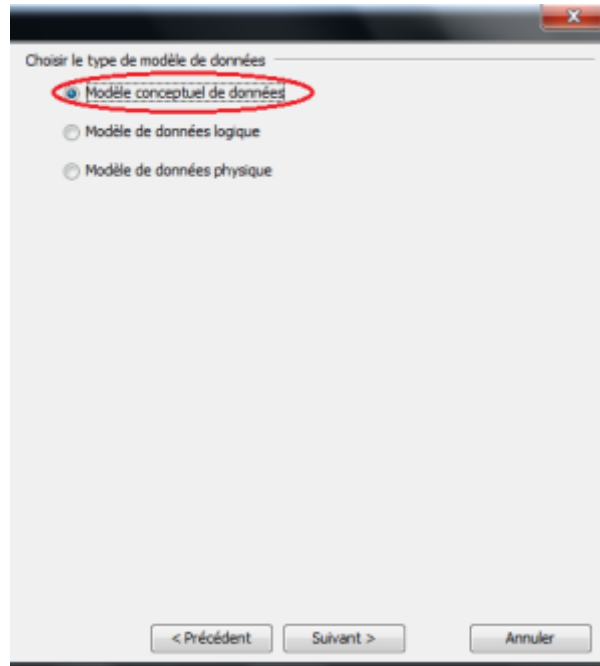 Choisir le type de modèle de données
Modèle conceptuel de données
Modèle de données logique
Modèle de données physique
< Précédent Suivant > Annuler